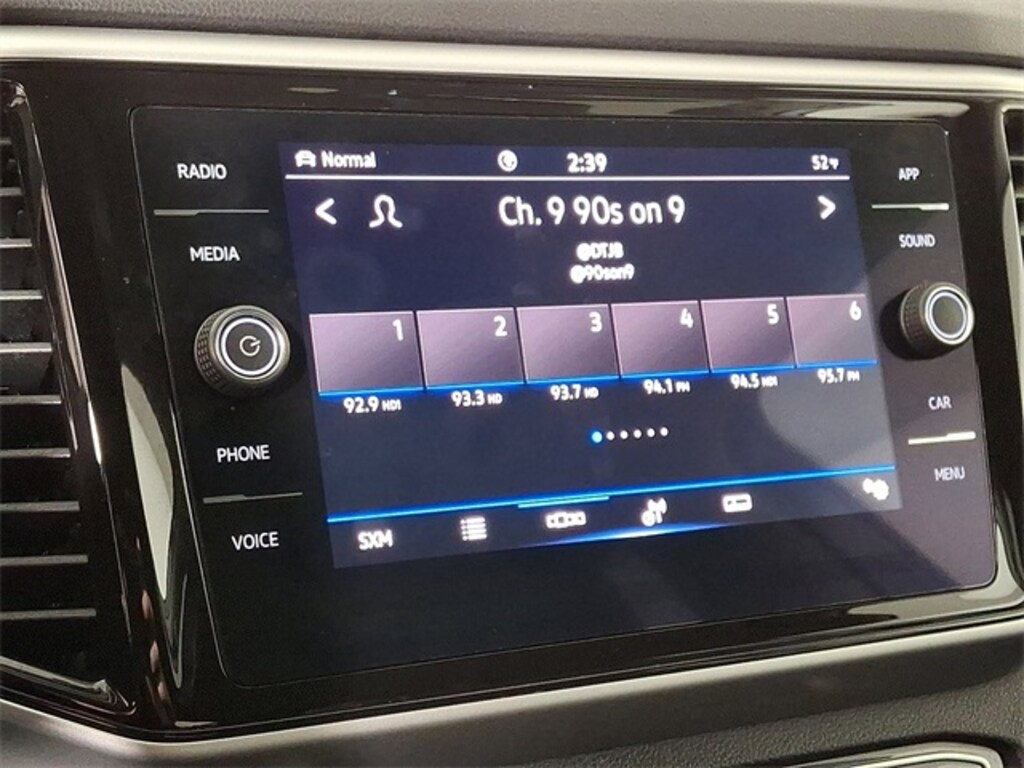 RADIO
MEDIA
PHONE
VOICE
Normal
2:39
52°F
Ch. 9 90s on 9
@DTJB
@90son9
1 2 3 4 5 6
92.9 HD1 93.3 HD 93.7 HD 94.1 FM 94.5 HD1 95.7 FM
SXM
APP
SOUND
CAR
MENU